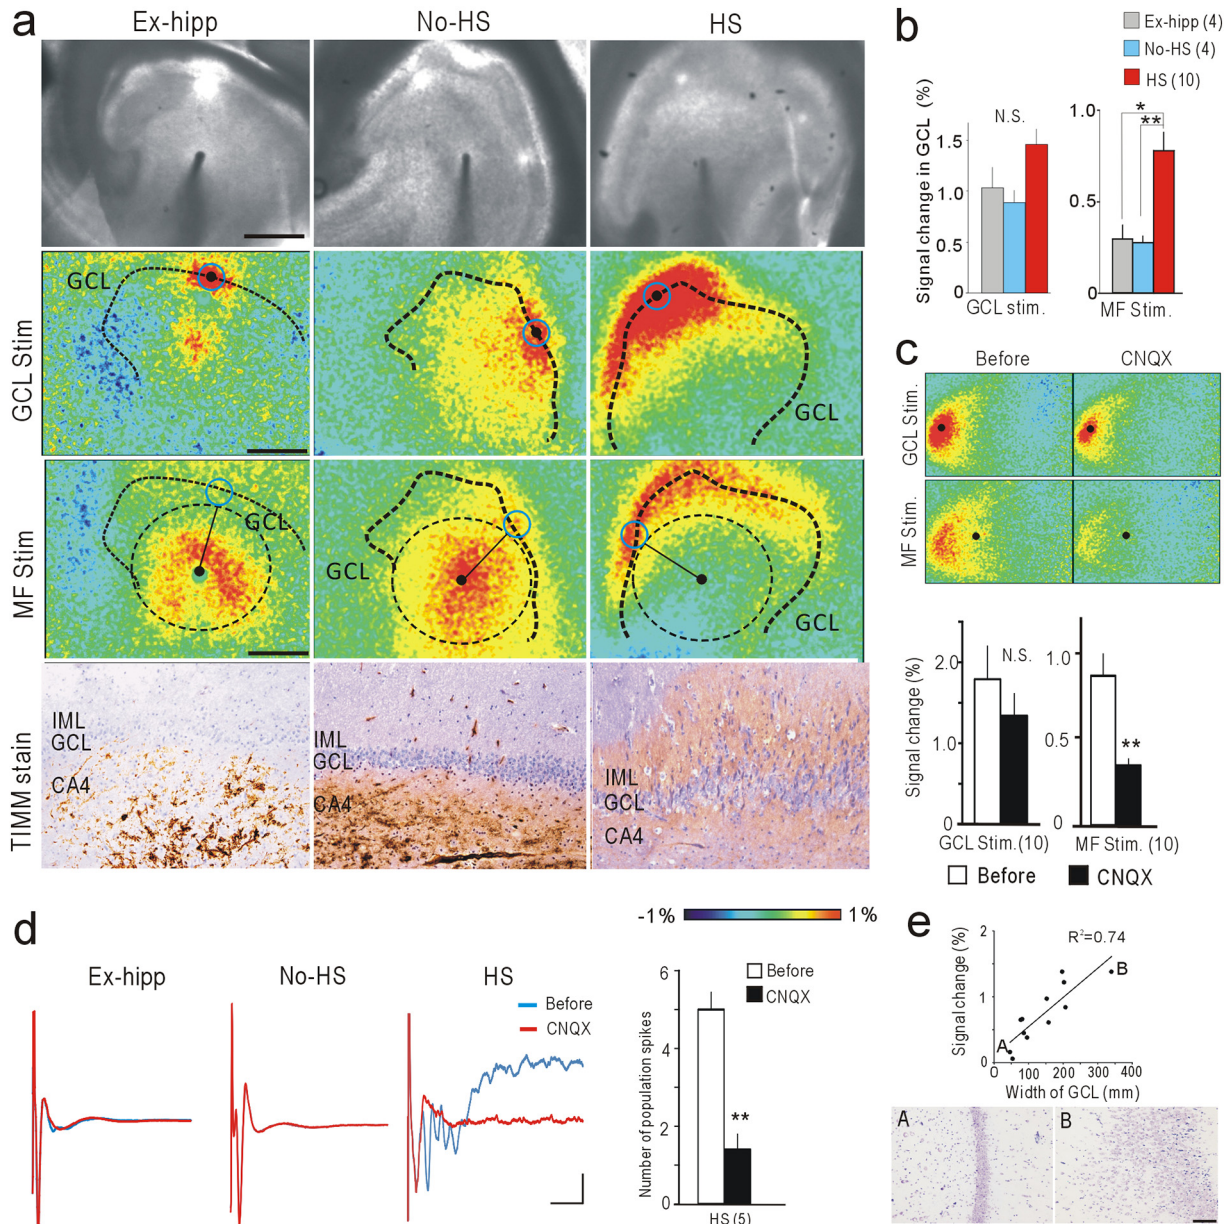 a
Ex-hipp
No-HS
HS
GCL Stim
GCL
GCL
MF Stim
GCL
GCL
GCL
TIMM stain
IML
GCL
CA4
IML
GCL
CA4
IML
GCL
CA4
-1%
1%
b
Ex-hipp (4)
No-HS (4)
HS (10)
Signal change in GCL (%)
N.S.
1.5
1.0
0.5
0
GCL stim.
* **
1.0
0.5
0
MF Stim.
c
Before
CNQX
GCL Stim.
MF Stim.
Signal change (%)
N.S.
2.0
1.0
0
GCL Stim.(10)
1.0
0.5
0
**
MF Stim. (10)
Before
CNQX
d
Ex-hipp
No-HS
HS
Before
CNQX
Number of population spikes
6
4
2
0
Before
CNQX
**
HS (5)
e
Signal change (%)
R²=0.74
2
1
0
A
B
0 100 200 300 400
Width of GCL (mm)
A
B